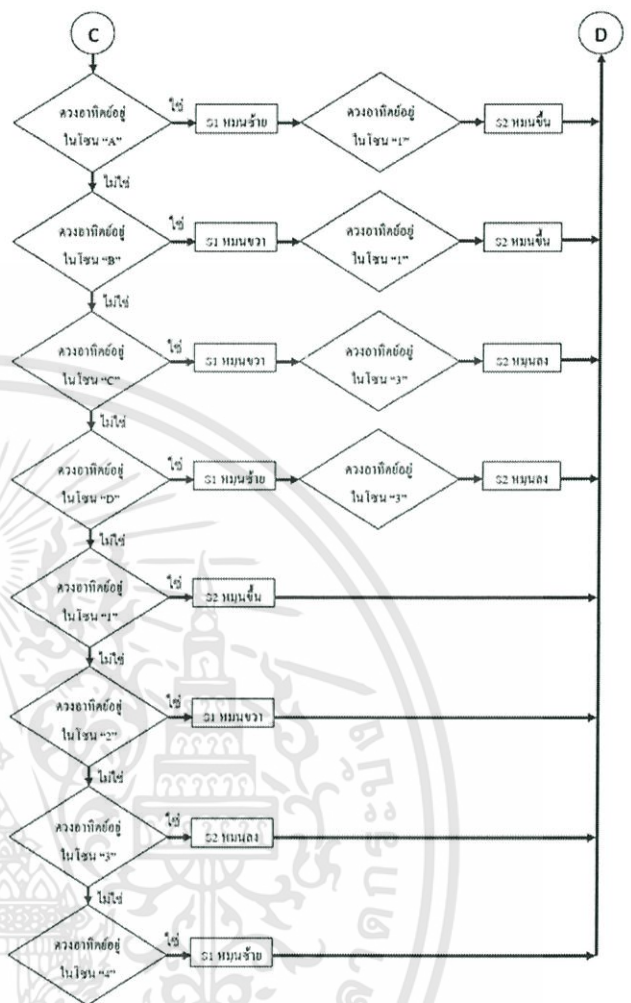 C
D
ดวงอาทิตย์อยู่
ในโซน “A”
ใช่
S1 หมุนซ้าย
ดวงอาทิตย์อยู่
ในโซน “1”
S2 หมุนขึ้น
ไม่ใช่
ดวงอาทิตย์อยู่
ในโซน “B”
ใช่
S1 หมุนขวา
ดวงอาทิตย์อยู่
ในโซน “1”
S2 หมุนขึ้น
ไม่ใช่
ดวงอาทิตย์อยู่
ในโซน “C”
ใช่
S1 หมุนขวา
ดวงอาทิตย์อยู่
ในโซน “3”
S2 หมุนลง
ไม่ใช่
ดวงอาทิตย์อยู่
ในโซน “D”
ใช่
S1 หมุนซ้าย
ดวงอาทิตย์อยู่
ในโซน “3”
S2 หมุนลง
ไม่ใช่
ดวงอาทิตย์อยู่
ในโซน “1”
ใช่
S2 หมุนขึ้น
ไม่ใช่
ดวงอาทิตย์อยู่
ในโซน “2”
ใช่
S1 หมุนขวา
ไม่ใช่
ดวงอาทิตย์อยู่
ในโซน “3”
ใช่
S2 หมุนลง
ไม่ใช่
ดวงอาทิตย์อยู่
ในโซน “4”
ใช่
S1 หมุนซ้าย